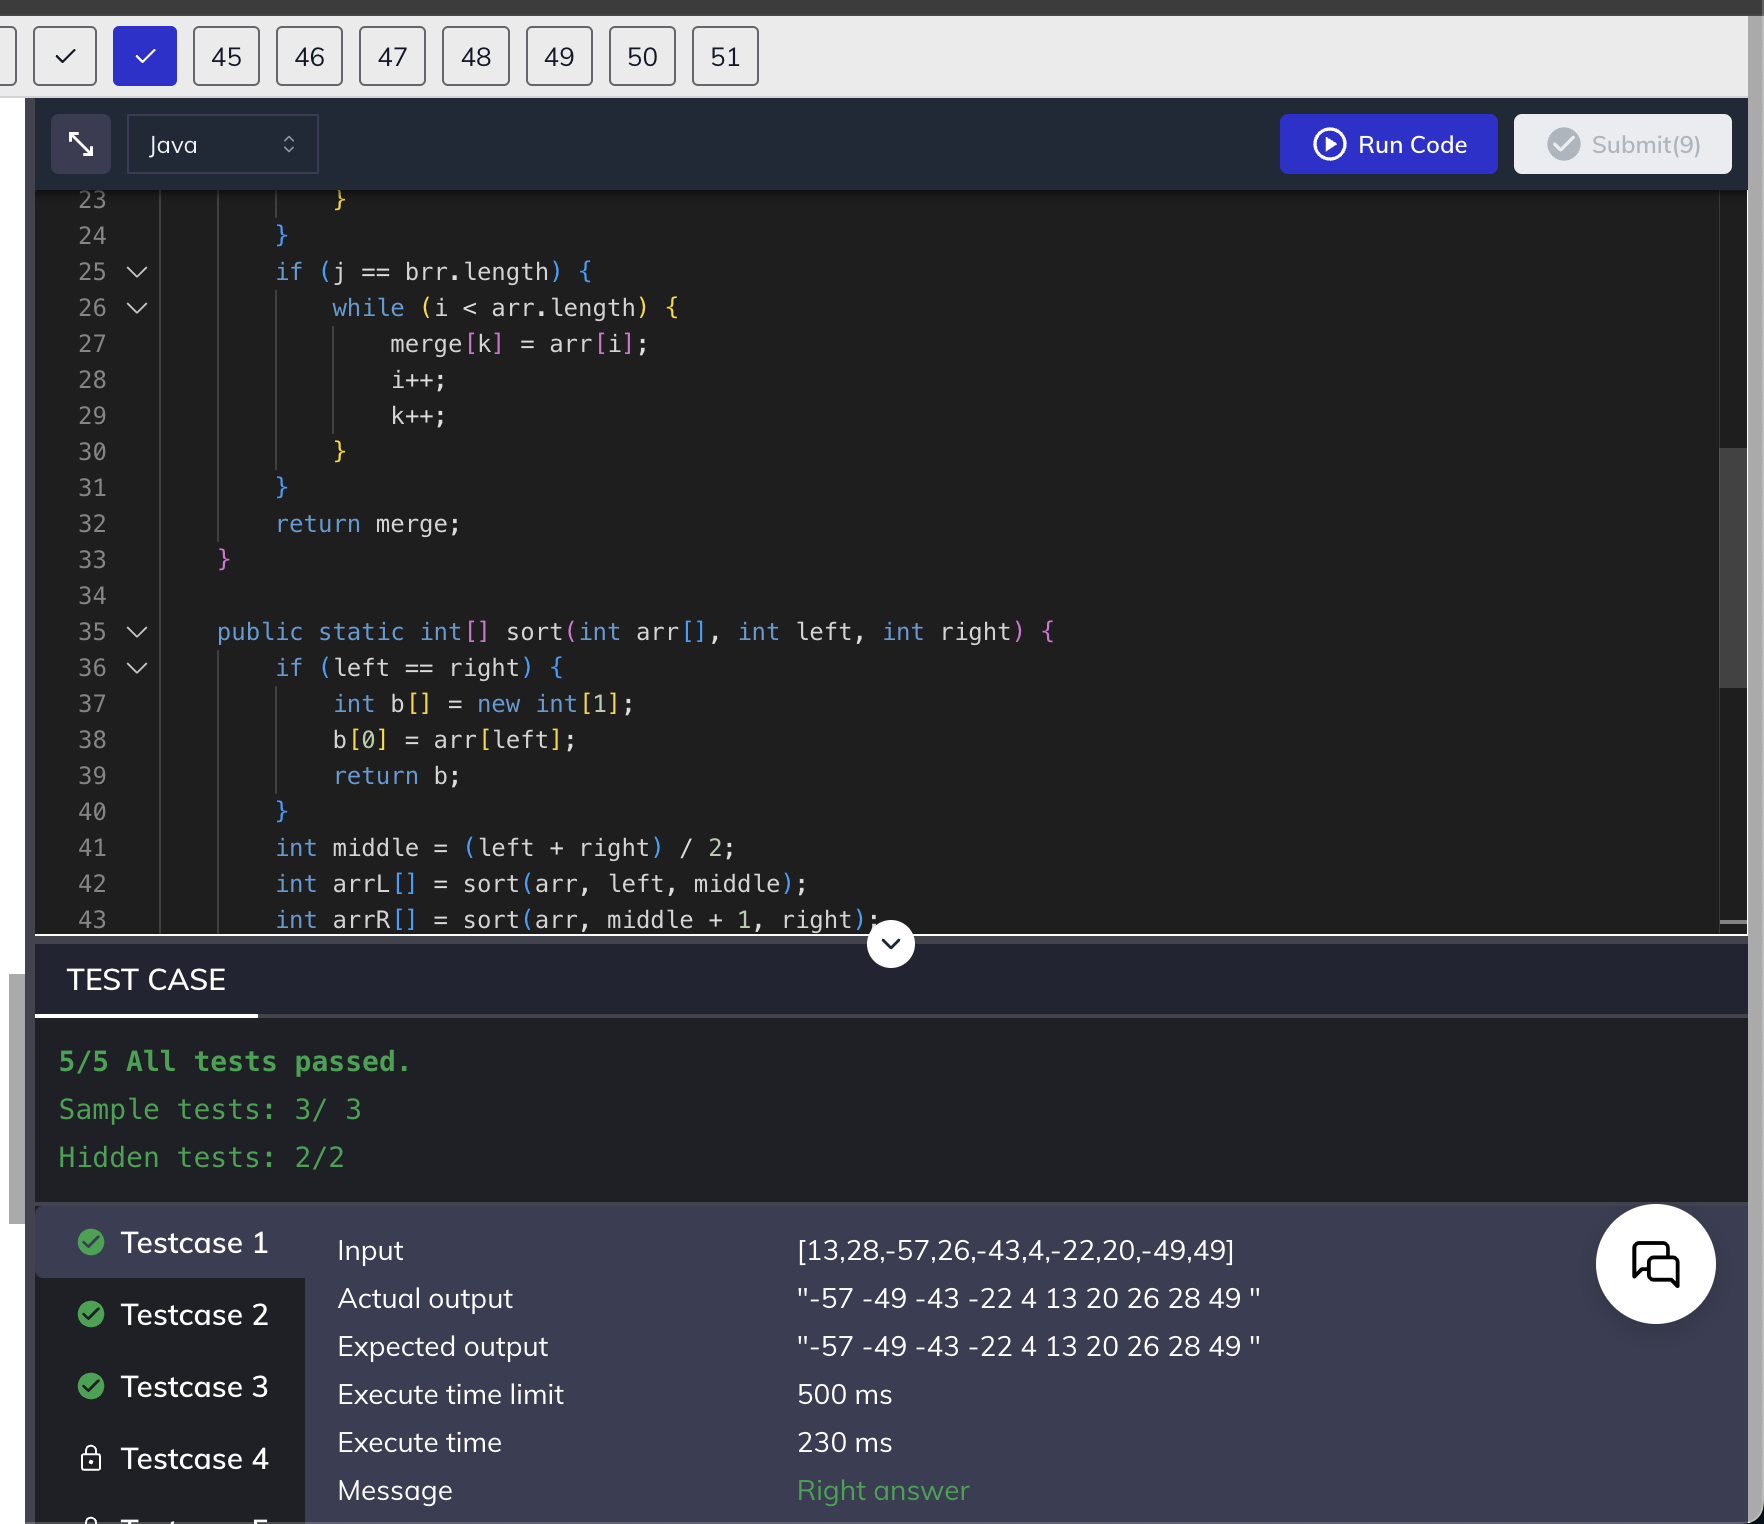 45 46 47 48 49 50 51
Java
Run Code
Submit(9)
23 }
24 }
25 if (j == brr.length) {
26 while (i < arr.length) {
27 merge[k] = arr[i];
28 i++;
29 k++;
30 }
31 }
32 return merge;
33 }
34
35 public static int[] sort(int arr[], int left, int right) {
36 if (left == right) {
37 int b[] = new int[1];
38 b[0] = arr[left];
39 return b;
40 }
41 int middle = (left + right) / 2;
42 int arrL[] = sort(arr, left, middle);
43 int arrR[] = sort(arr, middle + 1, right);
TEST CASE
5/5 All tests passed.
Sample tests: 3/ 3
Hidden tests: 2/2
Testcase 1
Testcase 2
Testcase 3
Testcase 4
Input [13,28,-57,26,-43,4,-22,20,-49,49]
Actual output "-57 -49 -43 -22 4 13 20 26 28 49 "
Expected output "-57 -49 -43 -22 4 13 20 26 28 49 "
Execute time limit 500 ms
Execute time 230 ms
Message Right answer